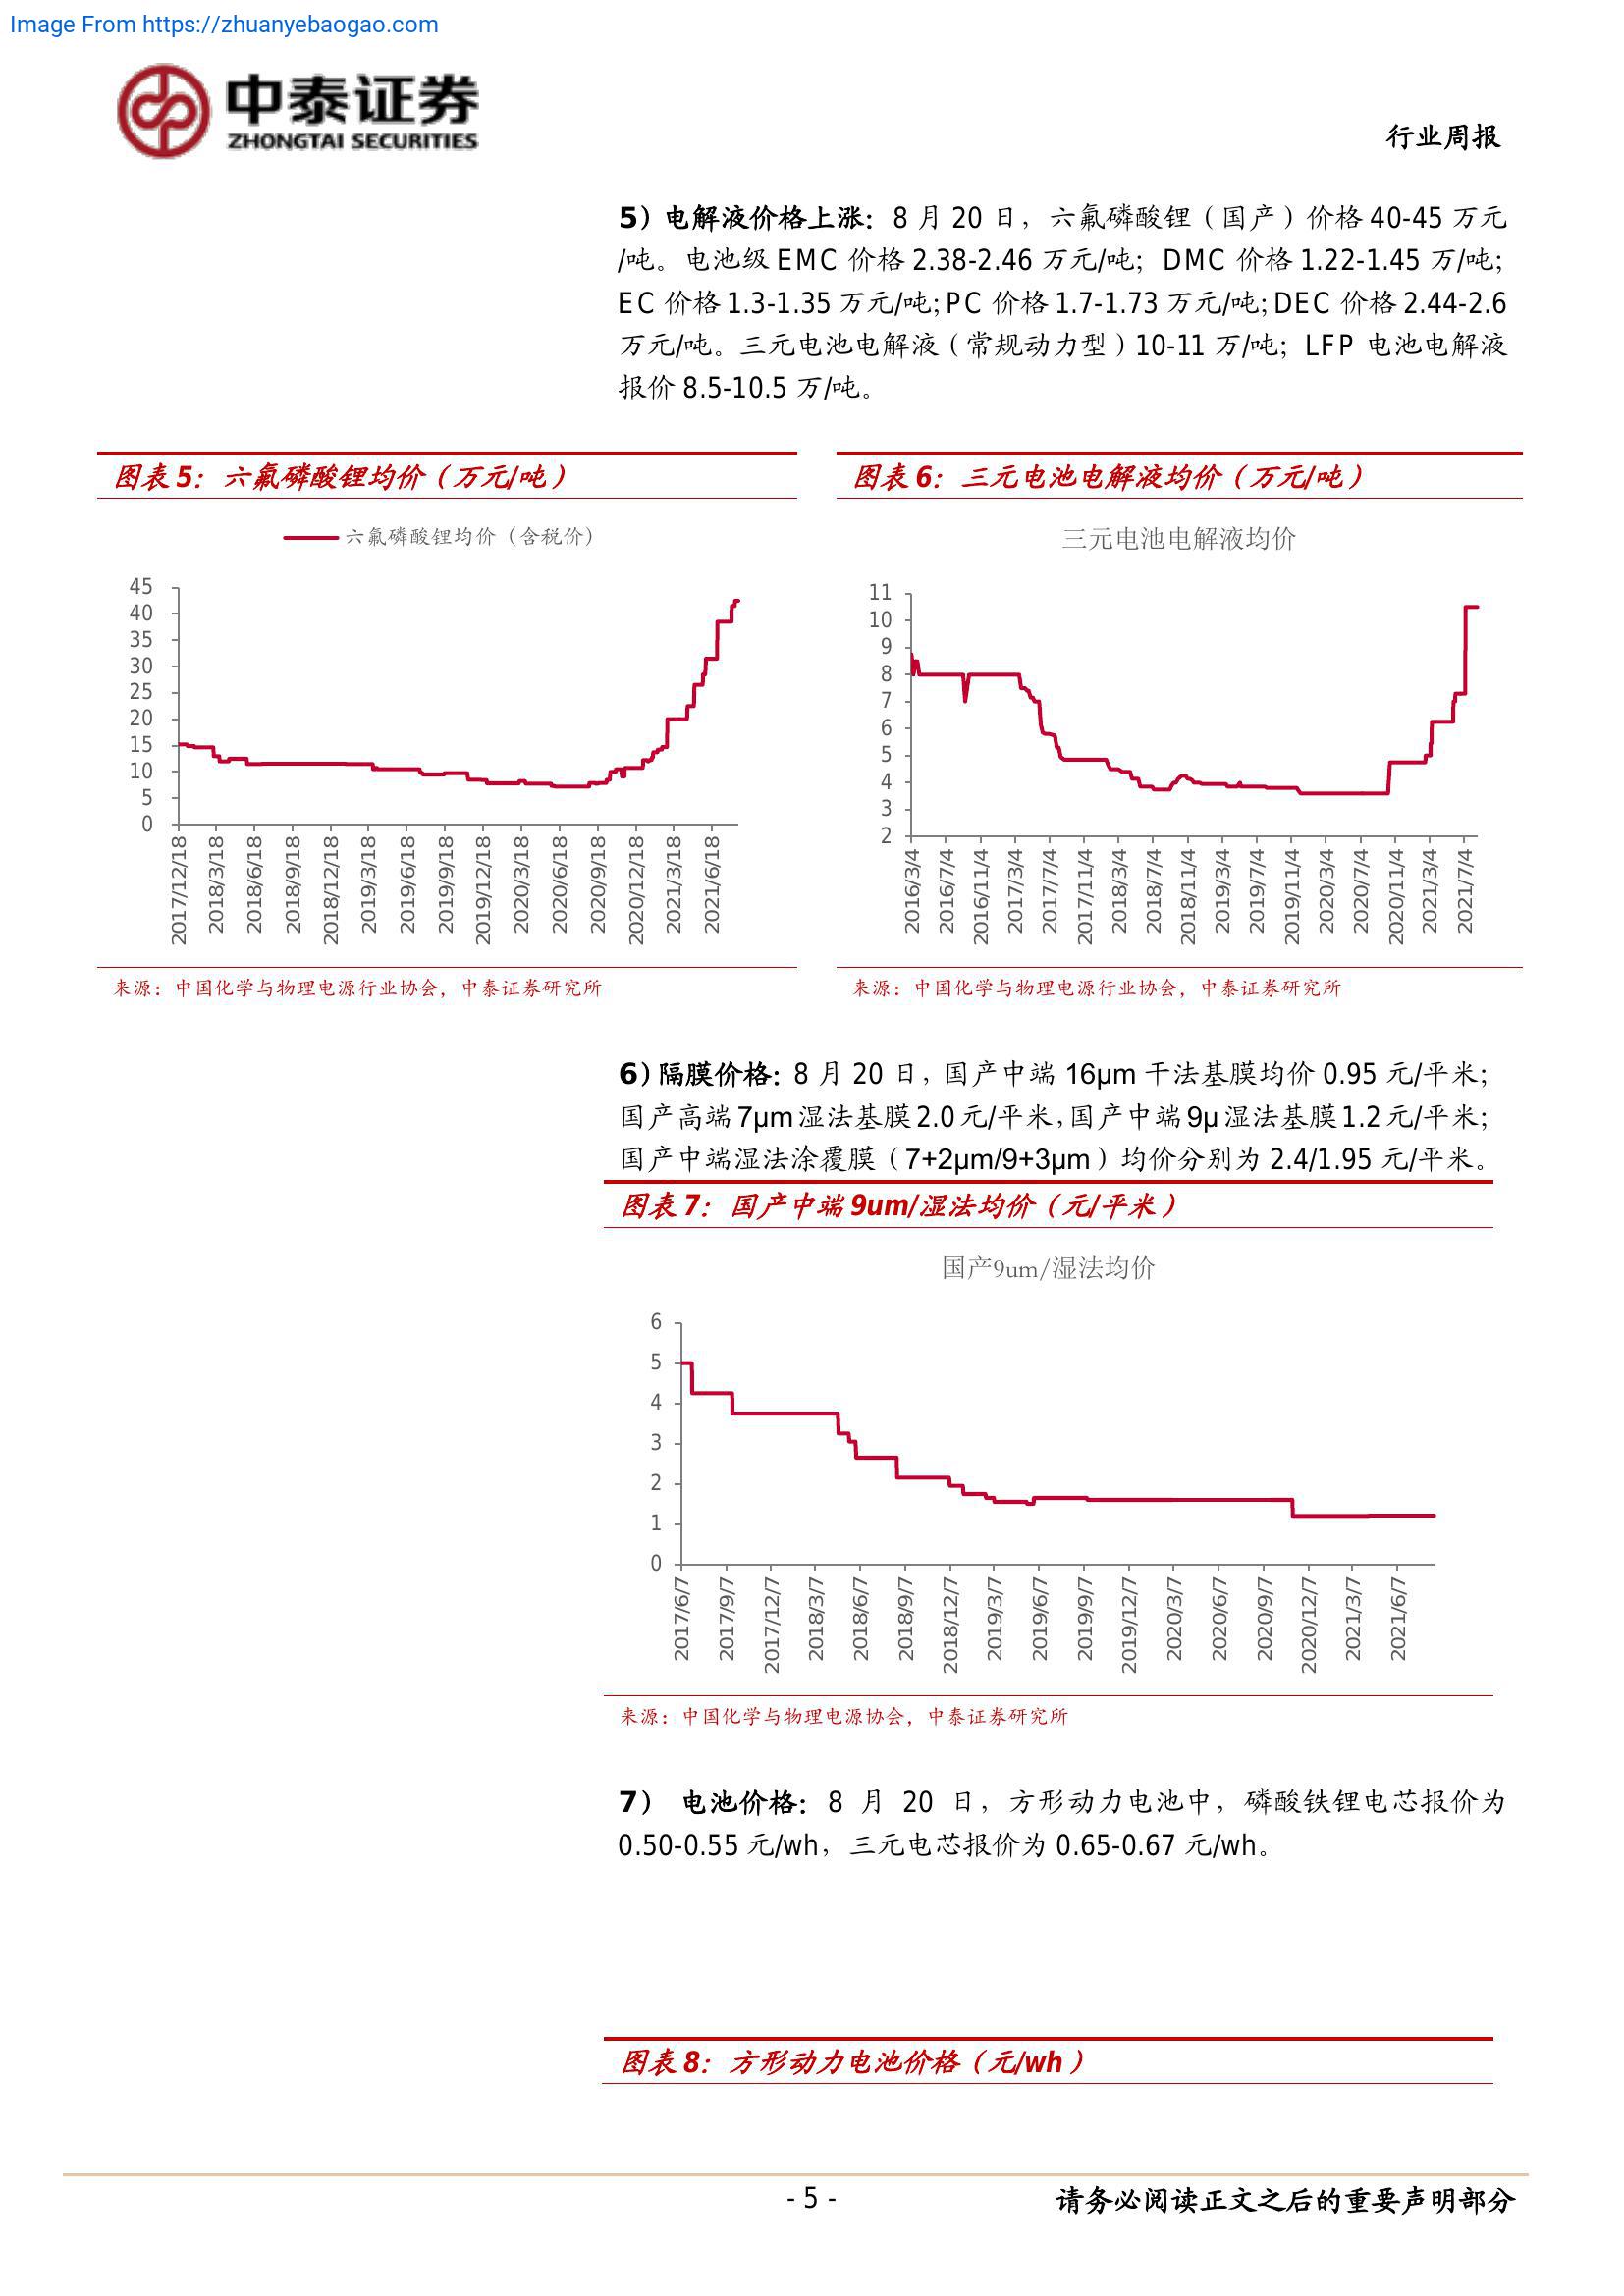 Image From https://zhuanyebaogao.com
中泰证券
ZHONGTAI SECURITIES
行业周报
5）电解液价格上涨：8 月 20 日，六氟磷酸锂（国产）价格 40-45 万元
/吨。电池级 EMC 价格 2.38-2.46 万元/吨；DMC 价格 1.22-1.45 万/吨；
EC 价格 1.3-1.35 万元/吨；PC 价格 1.7-1.73 万元/吨；DEC 价格 2.44-2.6
万元/吨。三元电池电解液（常规动力型）10-11 万/吨；LFP 电池电解液
报价 8.5-10.5 万/吨。
图表 5：六氟磷酸锂均价（万元/吨）
六氟磷酸锂均价（含税价）
45
40
35
30
25
20
15
10
5
0
2017/12/18
2018/3/18
2018/6/18
2018/9/18
2018/12/18
2019/3/18
2019/6/18
2019/9/18
2019/12/18
2020/3/18
2020/6/18
2020/9/18
2020/12/18
2021/3/18
2021/6/18
来源：中国化学与物理电源行业协会，中泰证券研究所
图表 6：三元电池电解液均价（万元/吨）
三元电池电解液均价
11
10
9
8
7
6
5
4
3
2
2016/3/4
2016/7/4
2016/11/4
2017/3/4
2017/7/4
2017/11/4
2018/3/4
2018/7/4
2018/11/4
2019/3/4
2019/7/4
2019/11/4
2020/3/4
2020/7/4
2020/11/4
2021/3/4
2021/7/4
来源：中国化学与物理电源行业协会，中泰证券研究所
6）隔膜价格：8 月 20 日，国产中端 16μm 干法基膜均价 0.95 元/平米；
国产高端 7μm 湿法基膜 2.0 元/平米，国产中端 9μ 湿法基膜 1.2 元/平米；
国产中端湿法涂覆膜（7+2μm/9+3μm）均价分别为 2.4/1.95 元/平米。
图表 7：国产中端 9um/湿法均价（元/平米）
国产9um/湿法均价
6
5
4
3
2
1
0
2017/6/7
2017/9/7
2017/12/7
2018/3/7
2018/6/7
2018/9/7
2018/12/7
2019/3/7
2019/6/7
2019/9/7
2019/12/7
2020/3/7
2020/6/7
2020/9/7
2020/12/7
2021/3/7
2021/6/7
来源：中国化学与物理电源协会，中泰证券研究所
7） 电池价格：8 月 20 日，方形动力电池中，磷酸铁锂电芯报价为
0.50-0.55 元/wh，三元电芯报价为 0.65-0.67 元/wh。
图表 8：方形动力电池价格（元/wh）
- 5 -
请务必阅读正文之后的重要声明部分